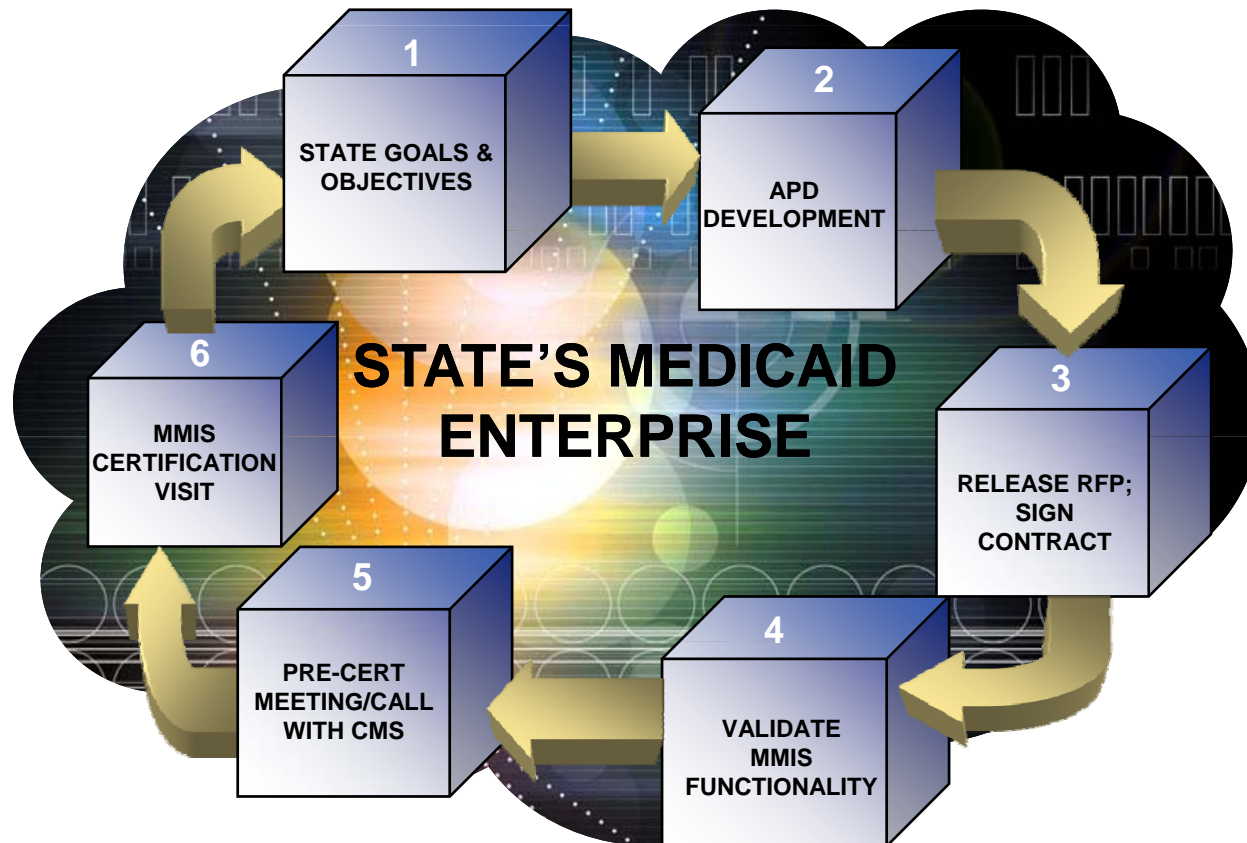 1
STATE GOALS &
OBJECTIVES
2
APD
DEVELOPMENT
3
RELEASE RFP;
SIGN
CONTRACT
4
VALIDATE
MMIS
FUNCTIONALITY
5
PRE-CERT
MEETING/CALL
WITH CMS
6
MMIS
CERTIFICATION
VISIT
STATE'S MEDICAID
ENTERPRISE